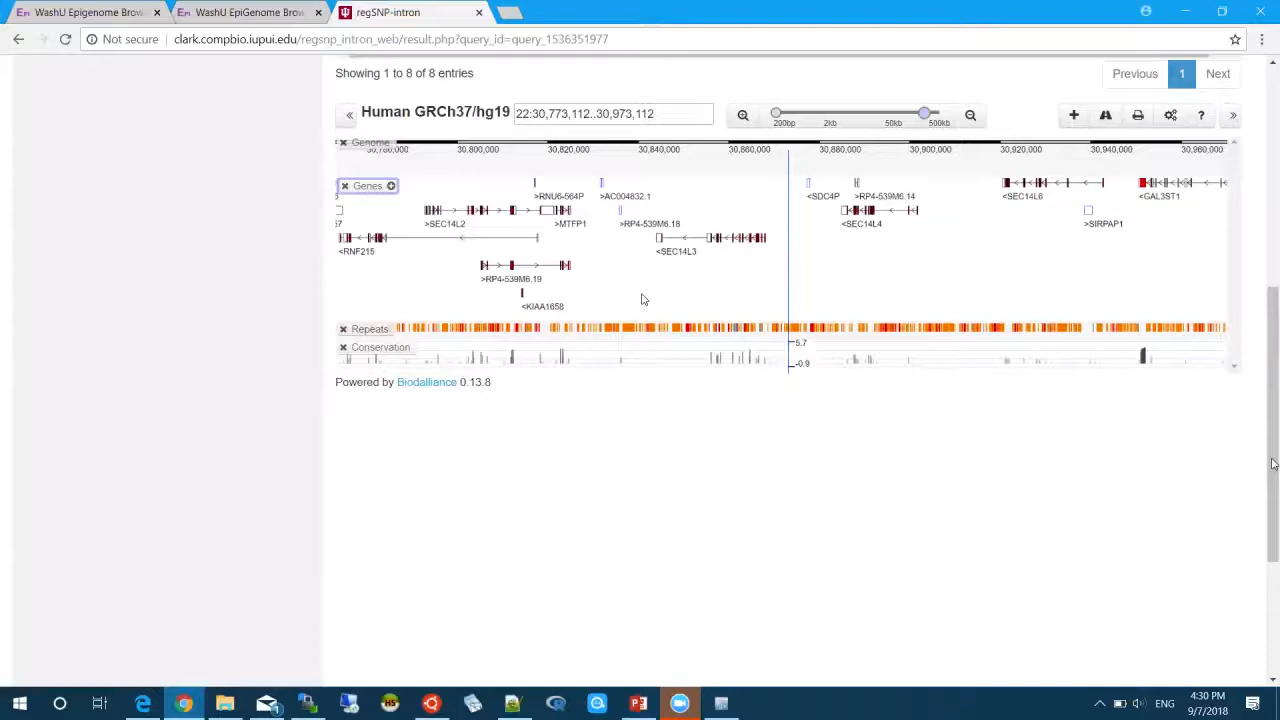 WashU Epigenome Brow
WashU EpiGenome Brow
regSNP-intron
Not secure
clark.compbio.iupui.edu/regsnp_intron_web/result.php?query_id=query_1536351977
Showing 1 to 8 of 8 entries
Previous 1 Next
Human GRCh37/hg19 22:30,773,112..30,973,112
200bp 2kb 50kb 500kb
Genome
30,780,000 30,800,000 30,820,000 30,840,000 30,860,000 30,880,000 30,900,000 30,920,000 30,940,000 30,960,000
Genes
>RNU6-564P >AC004832.1 <SDC4P >RP4-539M6.14 <SEC14L6 <GAL3ST1
>SEC14L2 >MTFP1 >RP4-539M6.18 <SEC14L4 >SIRPAP1
<RNF215 <SEC14L3
>RP4-539M6.19
<KIAA1658
Repeats
Conservation
5.7
-0.9
Powered by Biodalliance 0.13.8
ENG
4:30 PM
9/7/2018